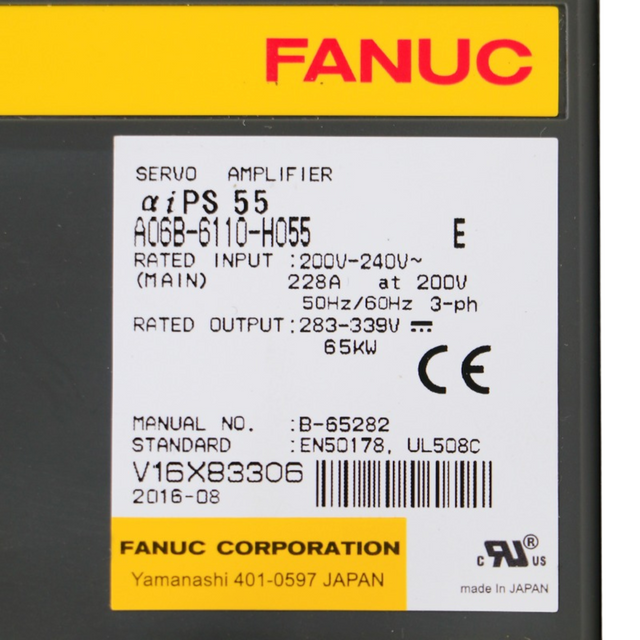 FANUC
SERVO AMPLIFIER
αiPS 55
A06B-6110-H055 E
RATED INPUT :200V-240V~
(MAIN) 228A at 200V
50Hz/60Hz 3-ph
RATED OUTPUT:283-339V ⎓
65KW
CE
MANUAL NO. :B-65282
STANDARD :EN50178, UL508C
V16X83306
2016-08
FANUC CORPORATION
Yamanashi 401-0597 JAPAN
c RU® US
made In JAPAN